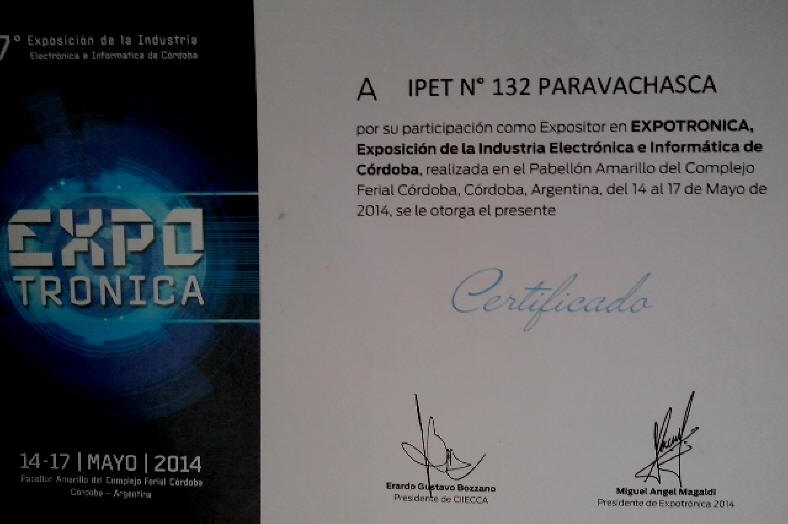 7° Exposición de la Industria
Electrónica e Informática de Córdoba
EXPO
TRONICA
14-17 | MAYO | 2014
Pabellón Amarillo del Complejo Ferial Córdoba
Córdoba - Argentina
A IPET N° 132 PARAVACHASCA
por su participación como Expositor en EXPOTRONICA,
Exposición de la Industria Electrónica e Informática de
Córdoba, realizada en el Pabellón Amarillo del Complejo
Ferial Córdoba, Córdoba, Argentina, del 14 al 17 de Mayo de
2014, se le otorga el presente
Certificado
Erardo Gustavo Bozzano
Presidente de CIIECCA
Miguel Angel Magaldi
Presidente de Expotrónica 2014